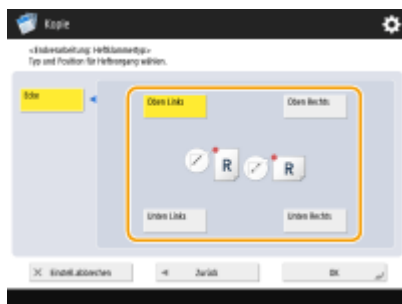 Kopie
<Endverarbeitung: Heftklammertyp>
Typ und Position für Heftvorgang wählen.
Ecke
Oben Links
Oben Rechts
R
R
Unten Links
Unten Rechts
Einstell.abbrechen
Zurück
OK